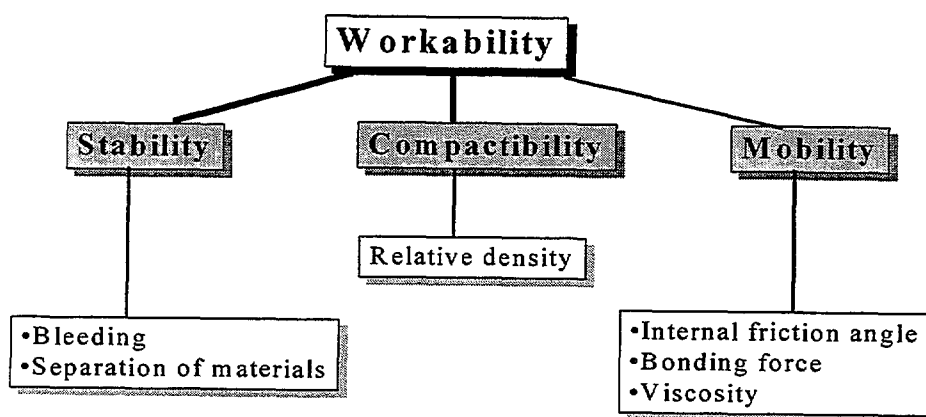 Workability
Stability
Compactibility
Mobility
Relative density
•Bleeding
•Separation of materials
•Internal friction angle
•Bonding force
•Viscosity